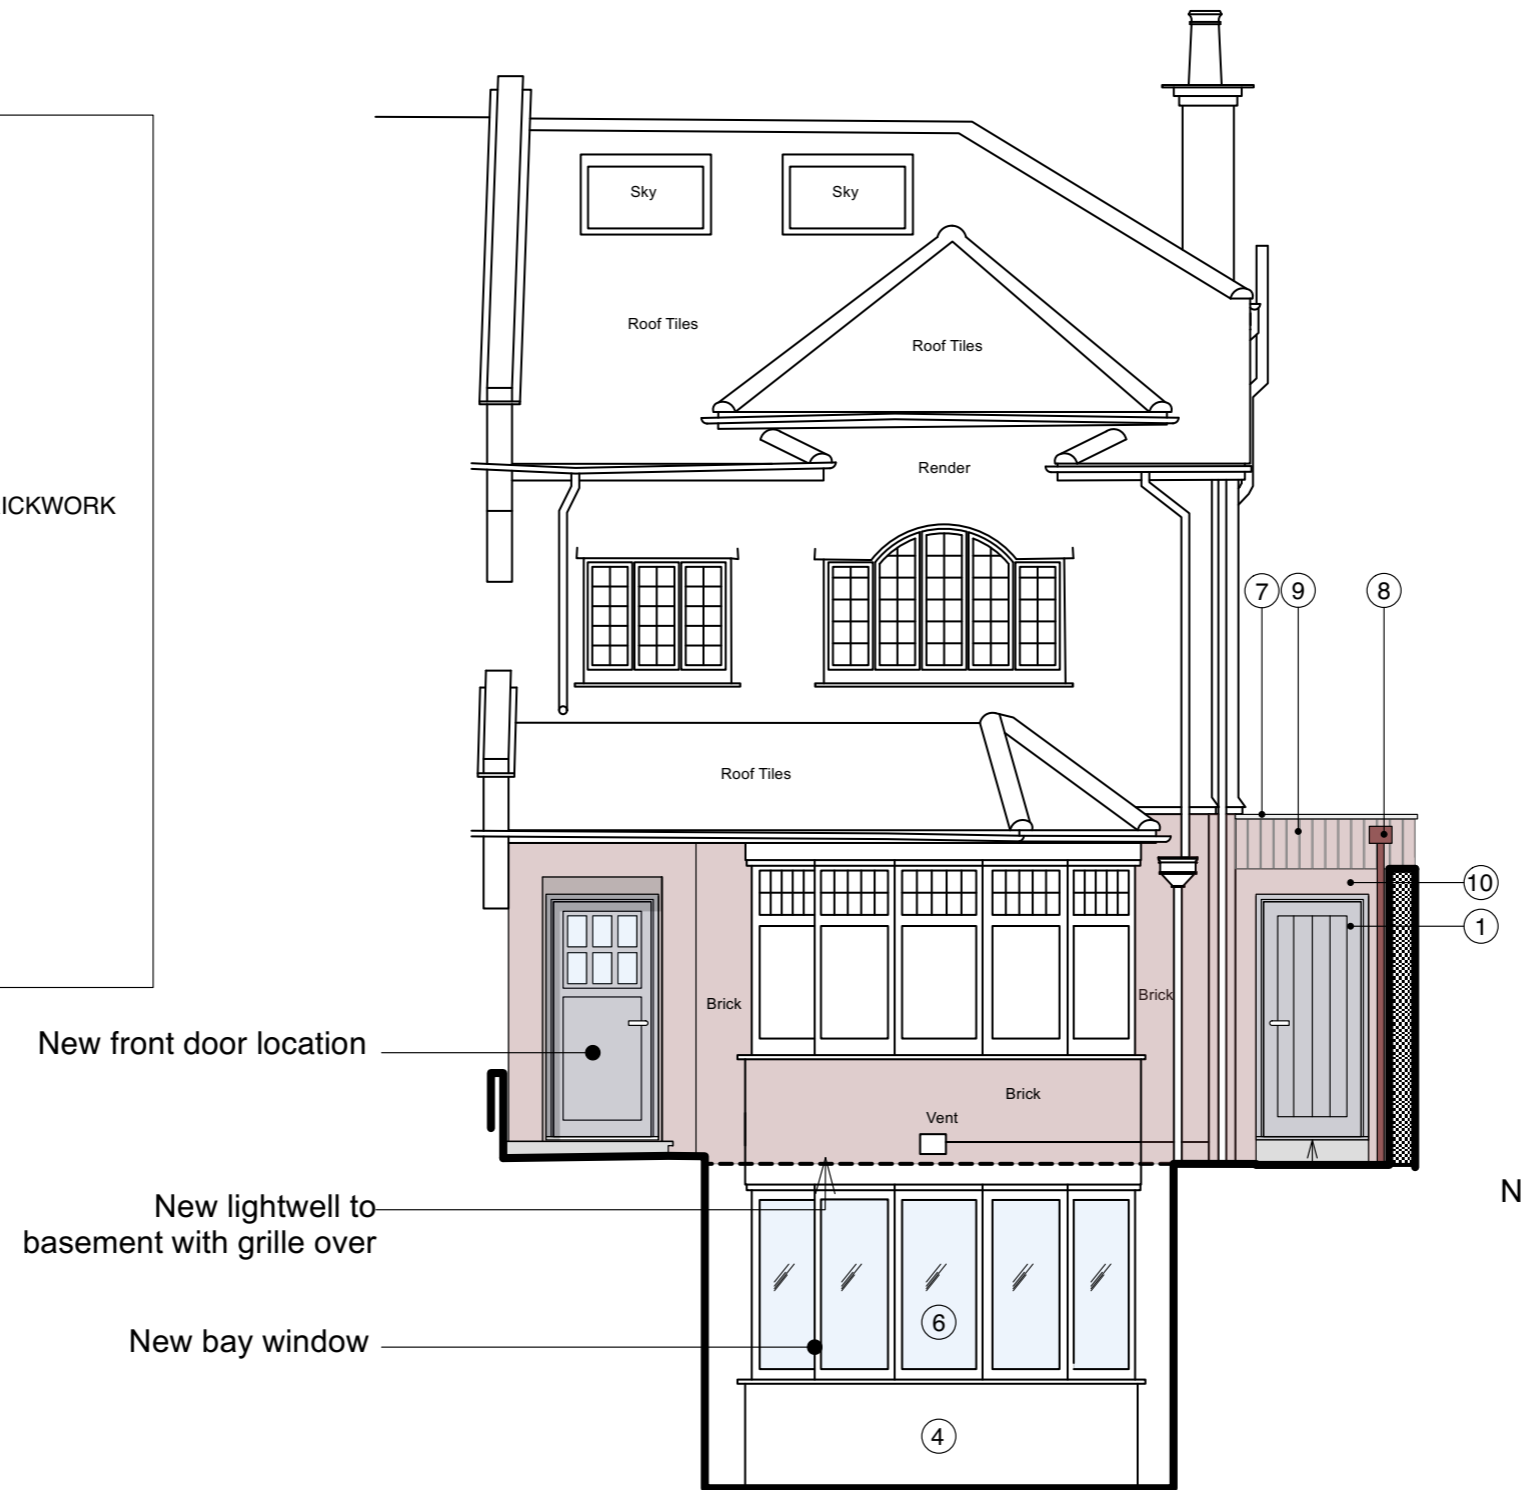 Sky
Sky
Roof Tiles
Roof Tiles
Render
ICKWORK
7
9
8
Roof Tiles
10
1
Brick
Brick
New front door location
Brick
Vent
N
New lightwell to
basement with grille over
6
New bay window
4